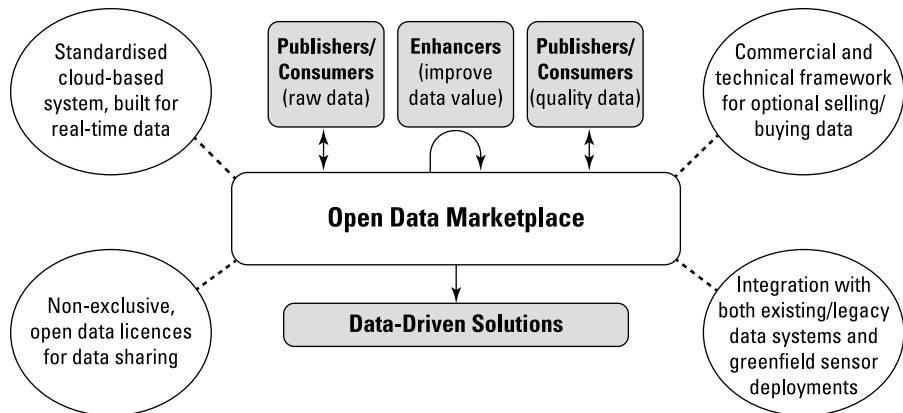 Standardised
cloud-based
system, built for
real-time data
Publishers/
Consumers
(raw data)
Enhancers
(improve
data value)
Publishers/
Consumers
(quality data)
Commercial and
technical framework
for optional selling/
buying data
Open Data Marketplace
Non-exclusive,
open data licences
for data sharing
Data-Driven Solutions
Integration with
both existing/legacy
data systems and
greenfield sensor
deployments